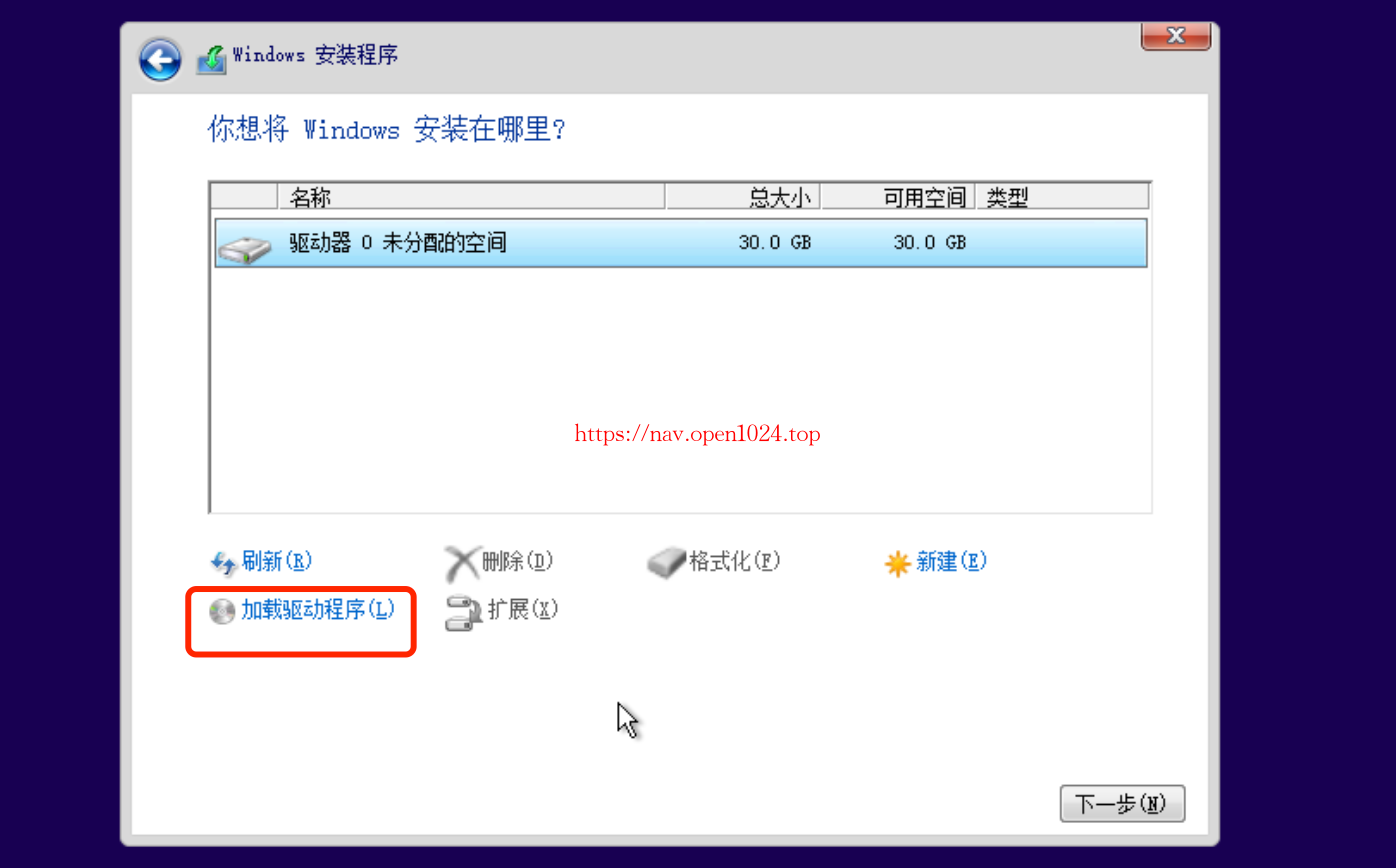 Windows 安装程序
你想将 Windows 安装在哪里?
名称 总大小 可用空间 类型
驱动器 0 未分配的空间 30.0 GB 30.0 GB
https://nav.open1024.top
刷新(R) 删除(D) 格式化(F) 新建(E)
加载驱动程序(L) 扩展(X)
下一步(N)